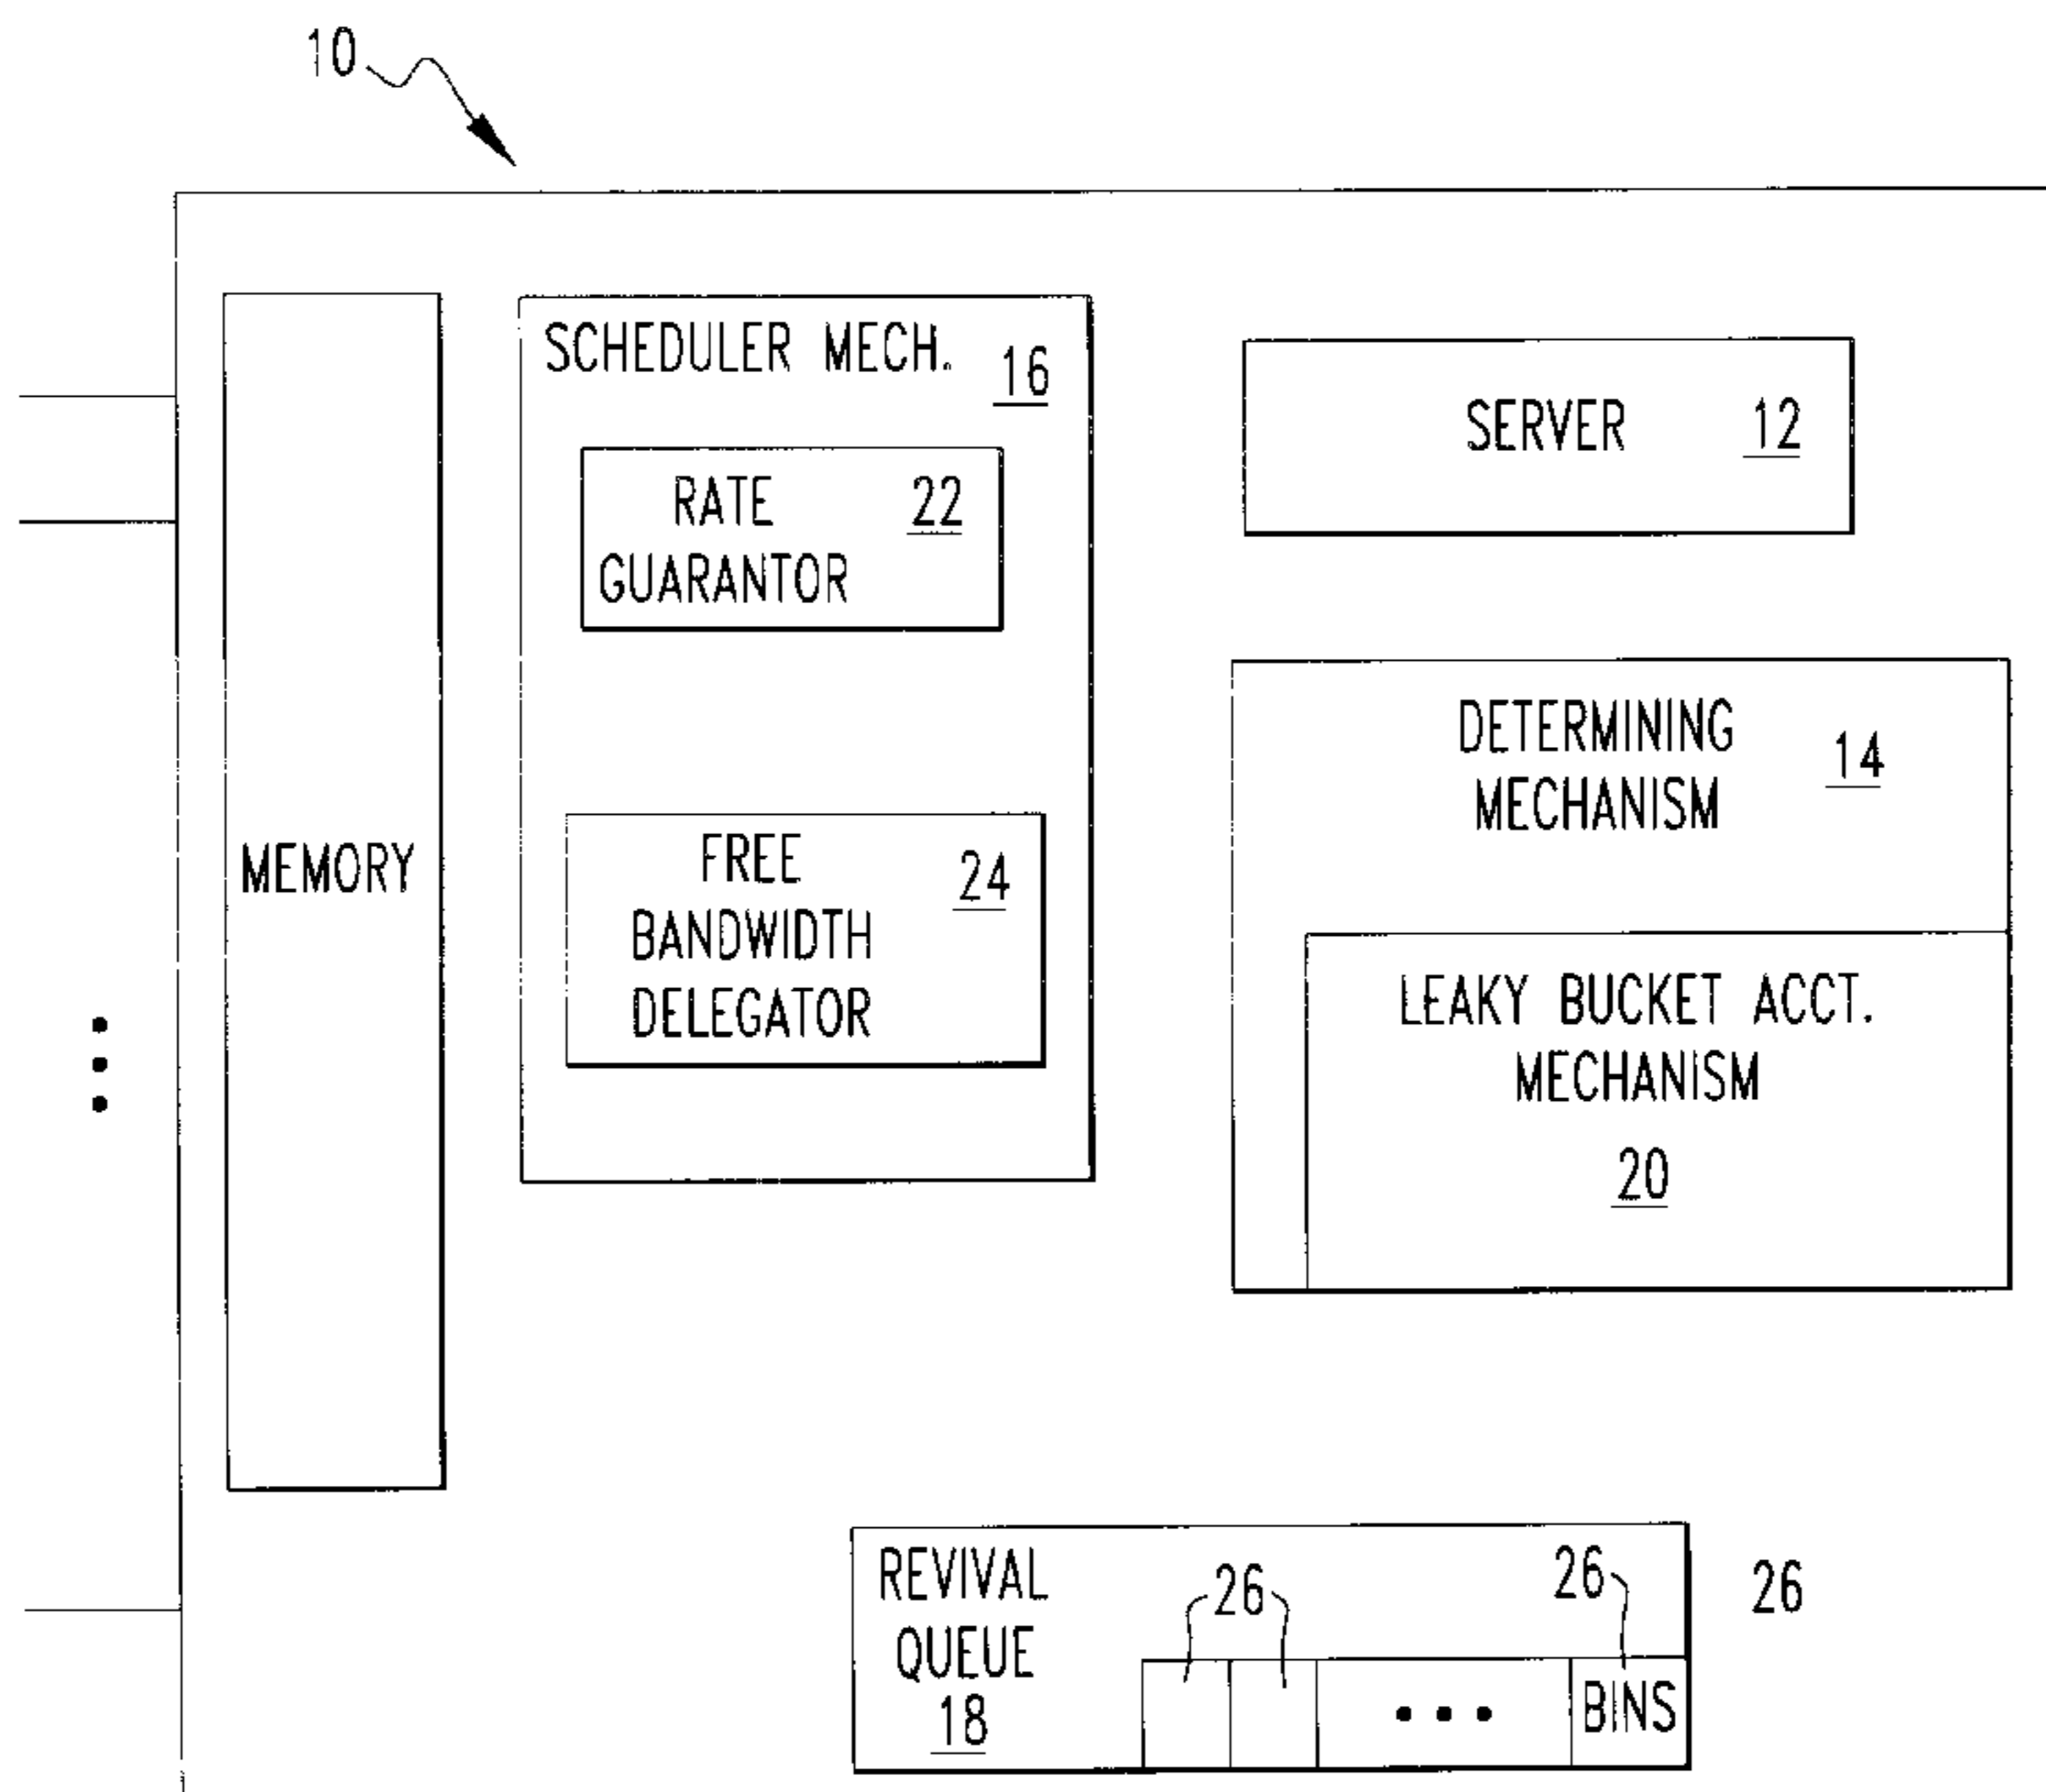 10
SCHEDULER MECH.
16
RATE
GUARANTOR
22
FREE
BANDWIDTH
DELEGATOR
24
MEMORY
SERVER 12
DETERMINING
MECHANISM
14
LEAKY BUCKET ACCT.
MECHANISM
20
REVIVAL
QUEUE
18
26
26
26
BINS